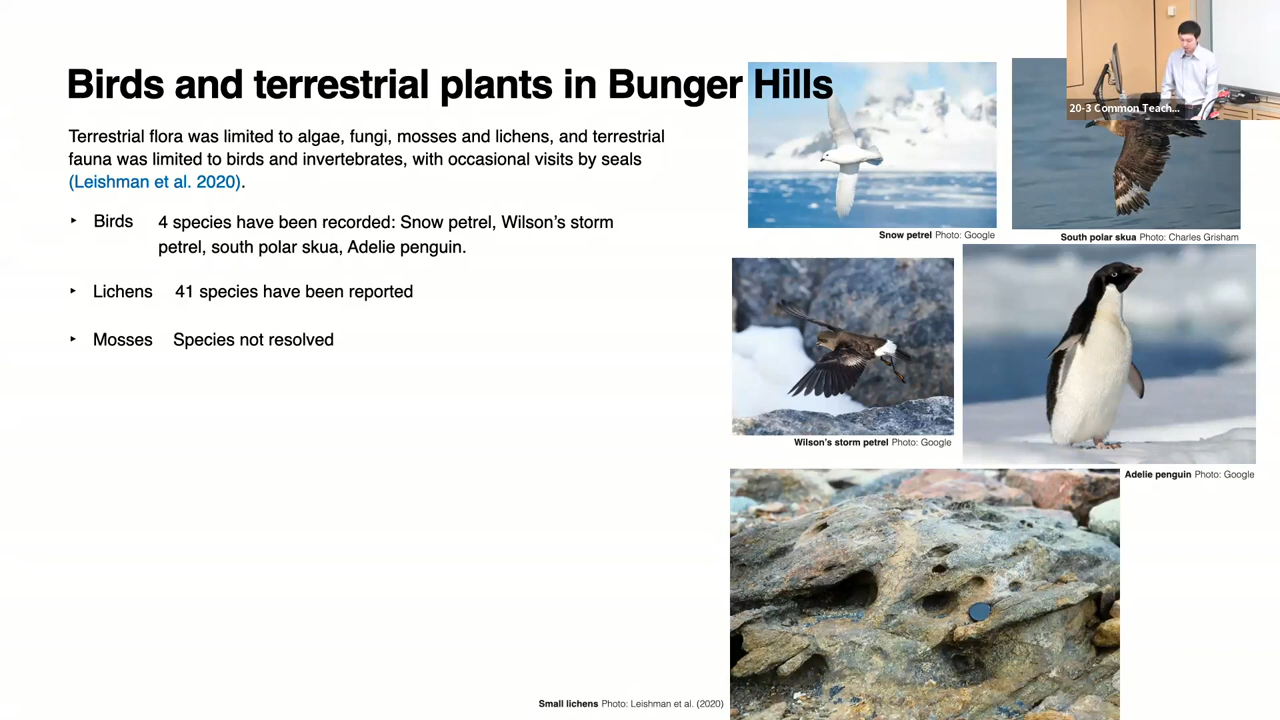 Birds and terrestrial plants in Bunger Hills
Terrestrial flora was limited to algae, fungi, mosses and lichens, and terrestrial
fauna was limited to birds and invertebrates, with occasional visits by seals
(Leishman et al. 2020).
‣ Birds 4 species have been recorded: Snow petrel, Wilson’s storm
petrel, south polar skua, Adelie penguin.
‣ Lichens 41 species have been reported
‣ Mosses Species not resolved
20-3 Common Teach...
Snow petrel Photo: Google
South polar skua Photo: Charles Grisham
Wilson’s storm petrel Photo: Google
Adelie penguin Photo: Google
Small lichens Photo: Leishman et al. (2020)